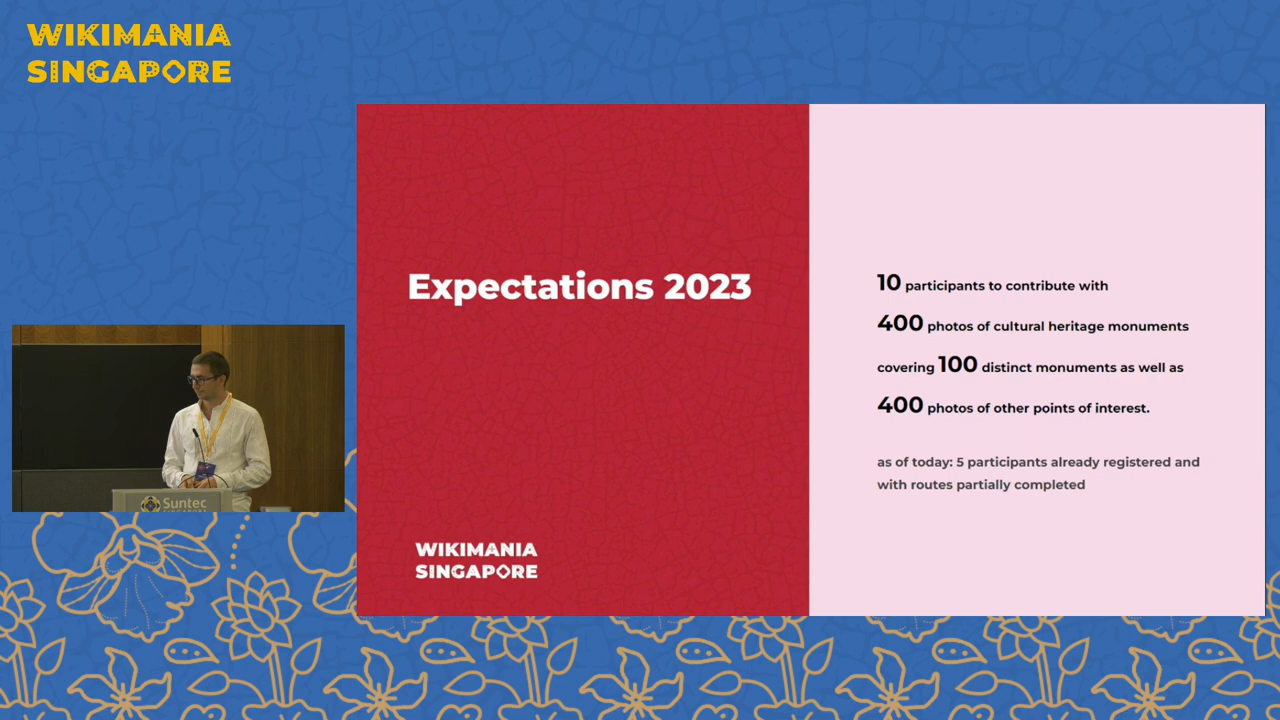 WIKIMANIA
SINGAPORE
Expectations 2023
10 participants to contribute with
400 photos of cultural heritage monuments
covering 100 distinct monuments as well as
400 photos of other points of interest.
as of today: 5 participants already registered and
with routes partially completed
WIKIMANIA
SINGAPORE
Suntec